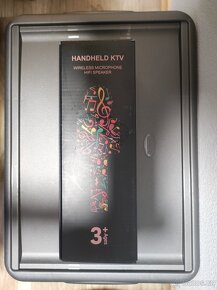 HANDHELD KTV
WIRELESS MICROPHONE
HIFI SPEAKER
3+